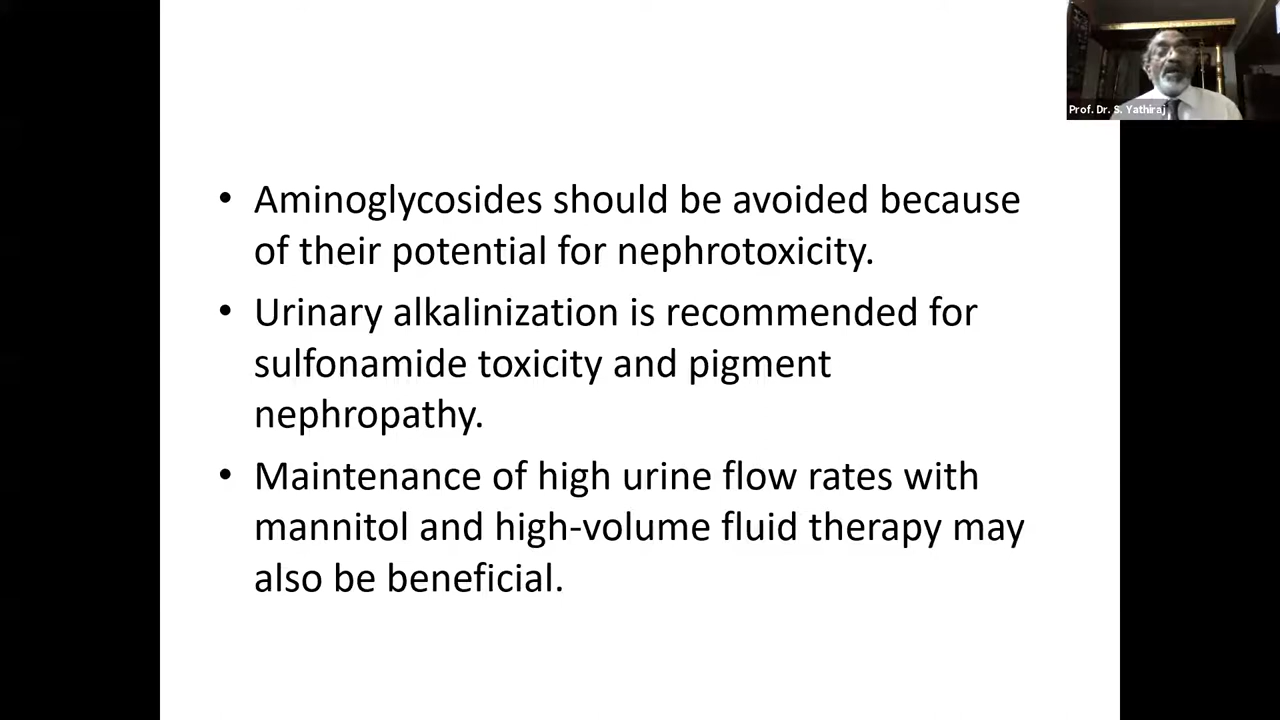 Prof. Dr. S. Yathiraj
• Aminoglycosides should be avoided because
of their potential for nephrotoxicity.
• Urinary alkalinization is recommended for
sulfonamide toxicity and pigment
nephropathy.
• Maintenance of high urine flow rates with
mannitol and high-volume fluid therapy may
also be beneficial.